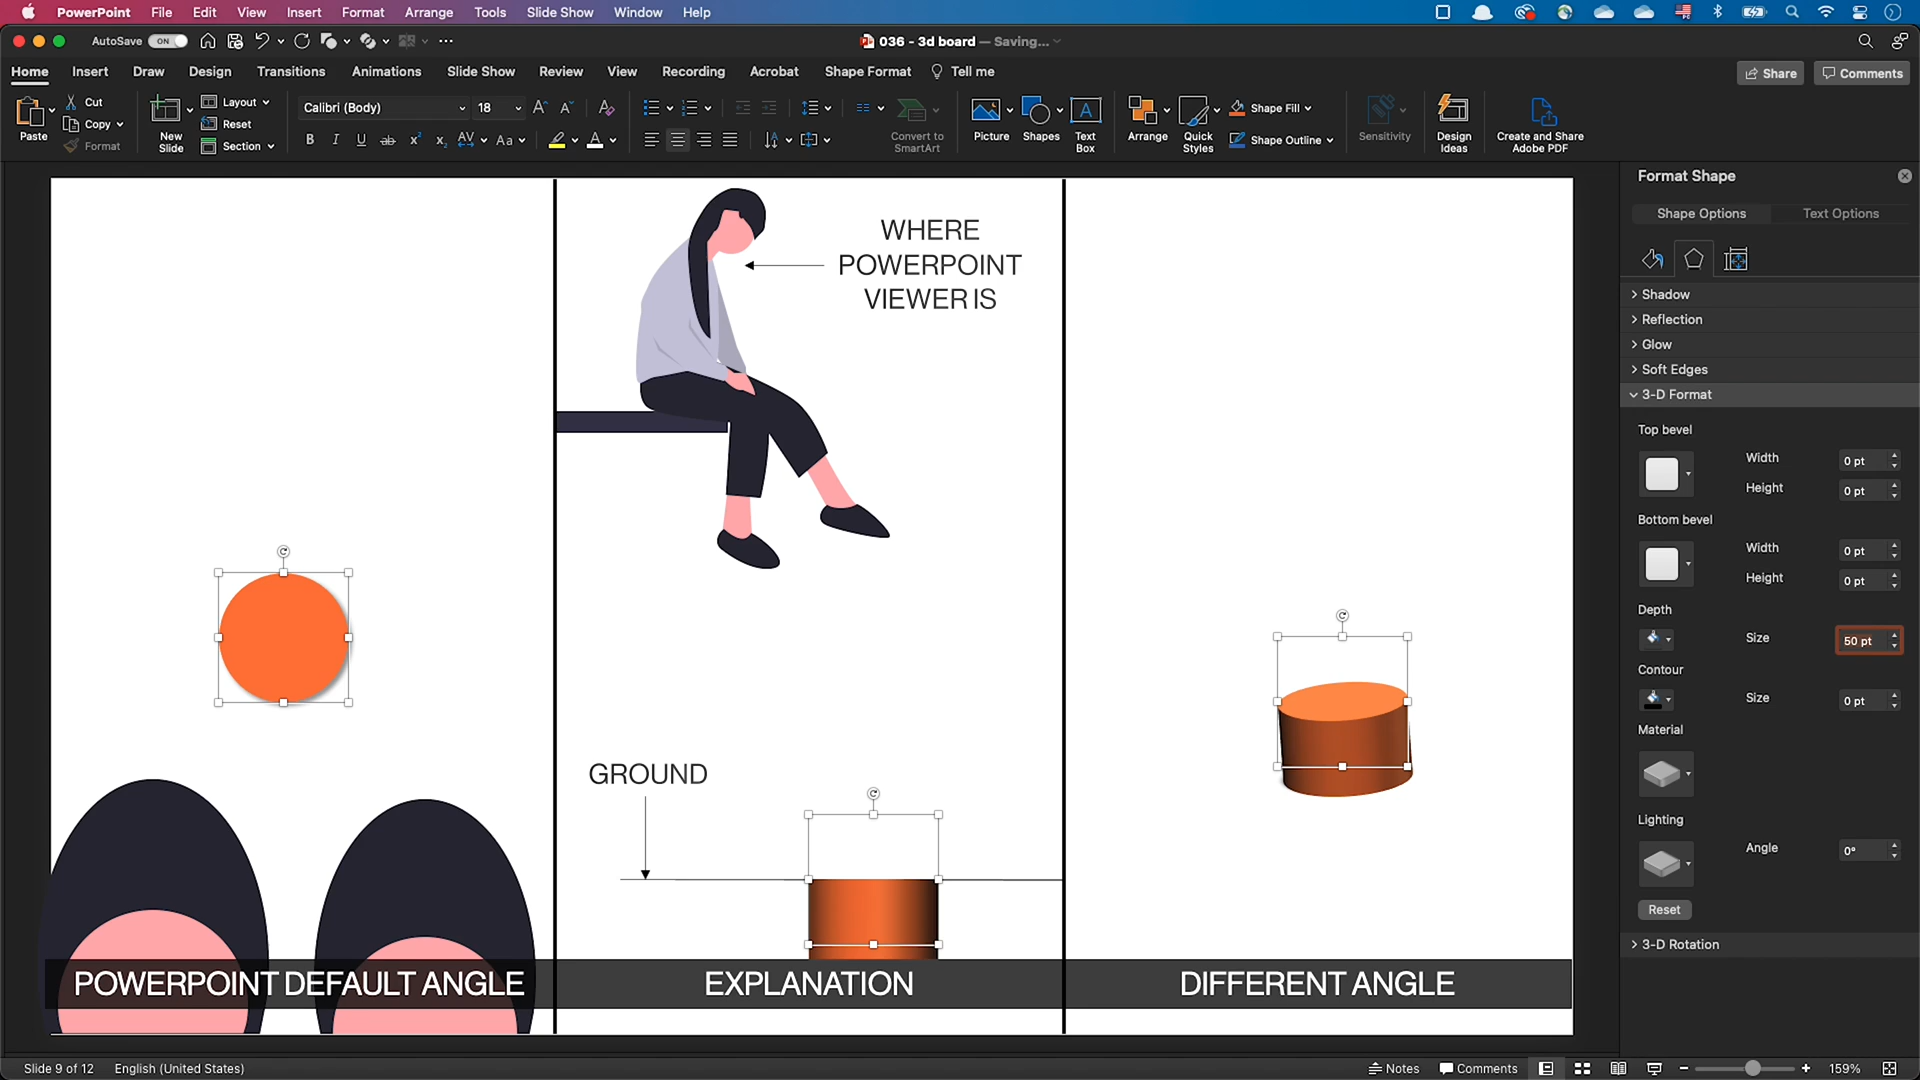 PowerPoint File Edit View Insert Format Arrange Tools Slide Show Window Help
AutoSave ON 036 - 3d board — Saving...
Home Insert Draw Design Transitions Animations Slide Show Review View Recording Acrobat Shape Format Tell me Share Comments
Paste
Cut
Copy
Format
New
Slide
Layout
Reset
Section
Calibri (Body) 18
B I U ab x² x₂ AV Aa A
Convert to
SmartArt
Picture
Shapes
Text
Box
Arrange
Quick
Styles
Shape Fill
Shape Outline
Sensitivity
Design
Ideas
Create and Share
Adobe PDF
WHERE
POWERPOINT
VIEWER IS
GROUND
POWERPOINT DEFAULT ANGLE
EXPLANATION
DIFFERENT ANGLE
Format Shape
Shape Options Text Options
Shadow
Reflection
Glow
Soft Edges
3-D Format
Top bevel
Width 0 pt
Height 0 pt
Bottom bevel
Width 0 pt
Height 0 pt
Depth
Size 50 pt
Contour
Size 0 pt
Material
Lighting
Angle 0°
Reset
3-D Rotation
Slide 9 of 12 English (United States) Notes Comments 159%